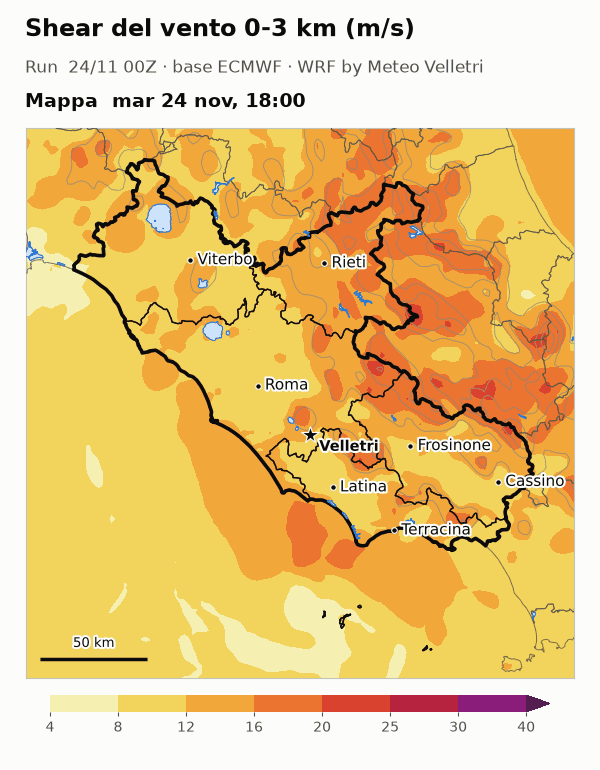 Shear del vento 0-3 km (m/s)
Run  24/11 00Z · base ECMWF · WRF by Meteo Velletri
Mappa  mar 24 nov, 18:00
Viterbo
Rieti
Roma
Velletri
Frosinone
Cassino
Latina
Terracina
50 km
4 8 12 16 20 25 30 40